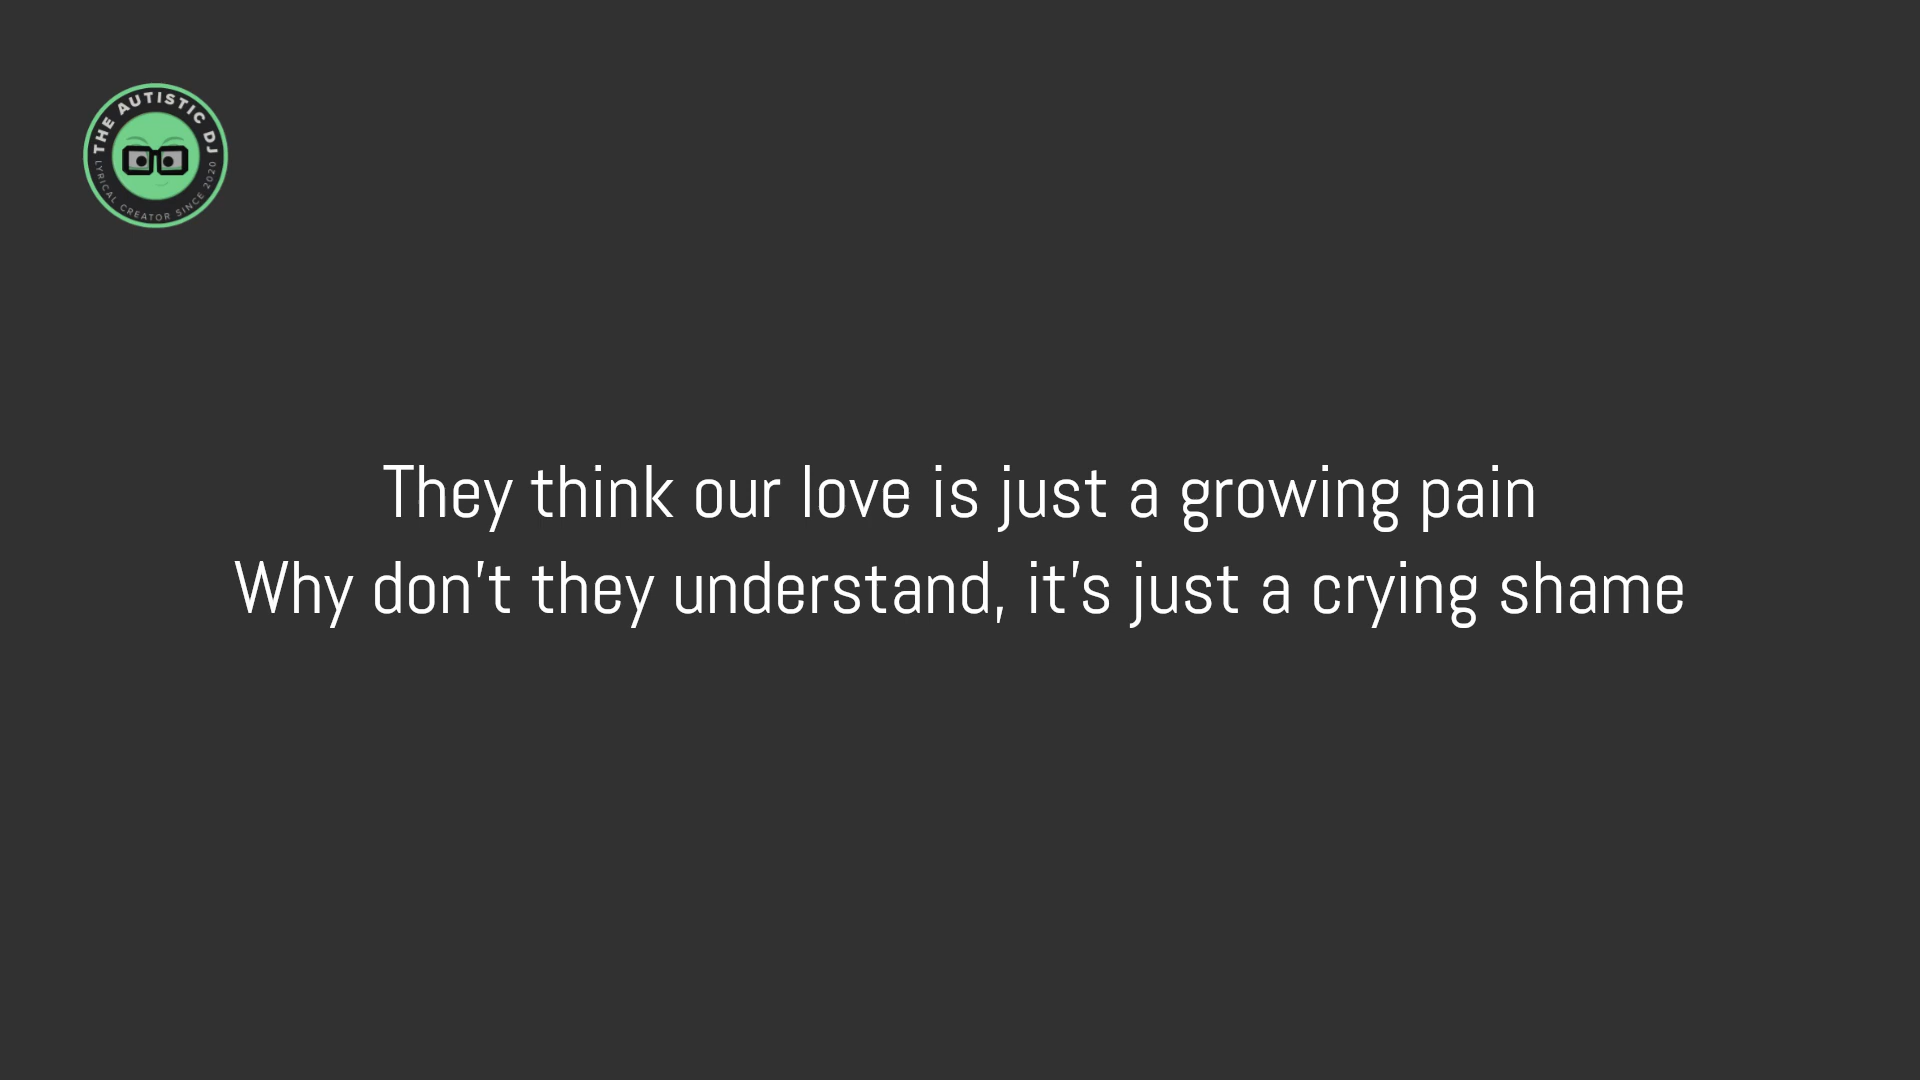 THE AUTISTIC DJ
LYRICAL CREATOR SINCE 2020
They think our love is just a growing pain
Why don't they understand, it's just a crying shame